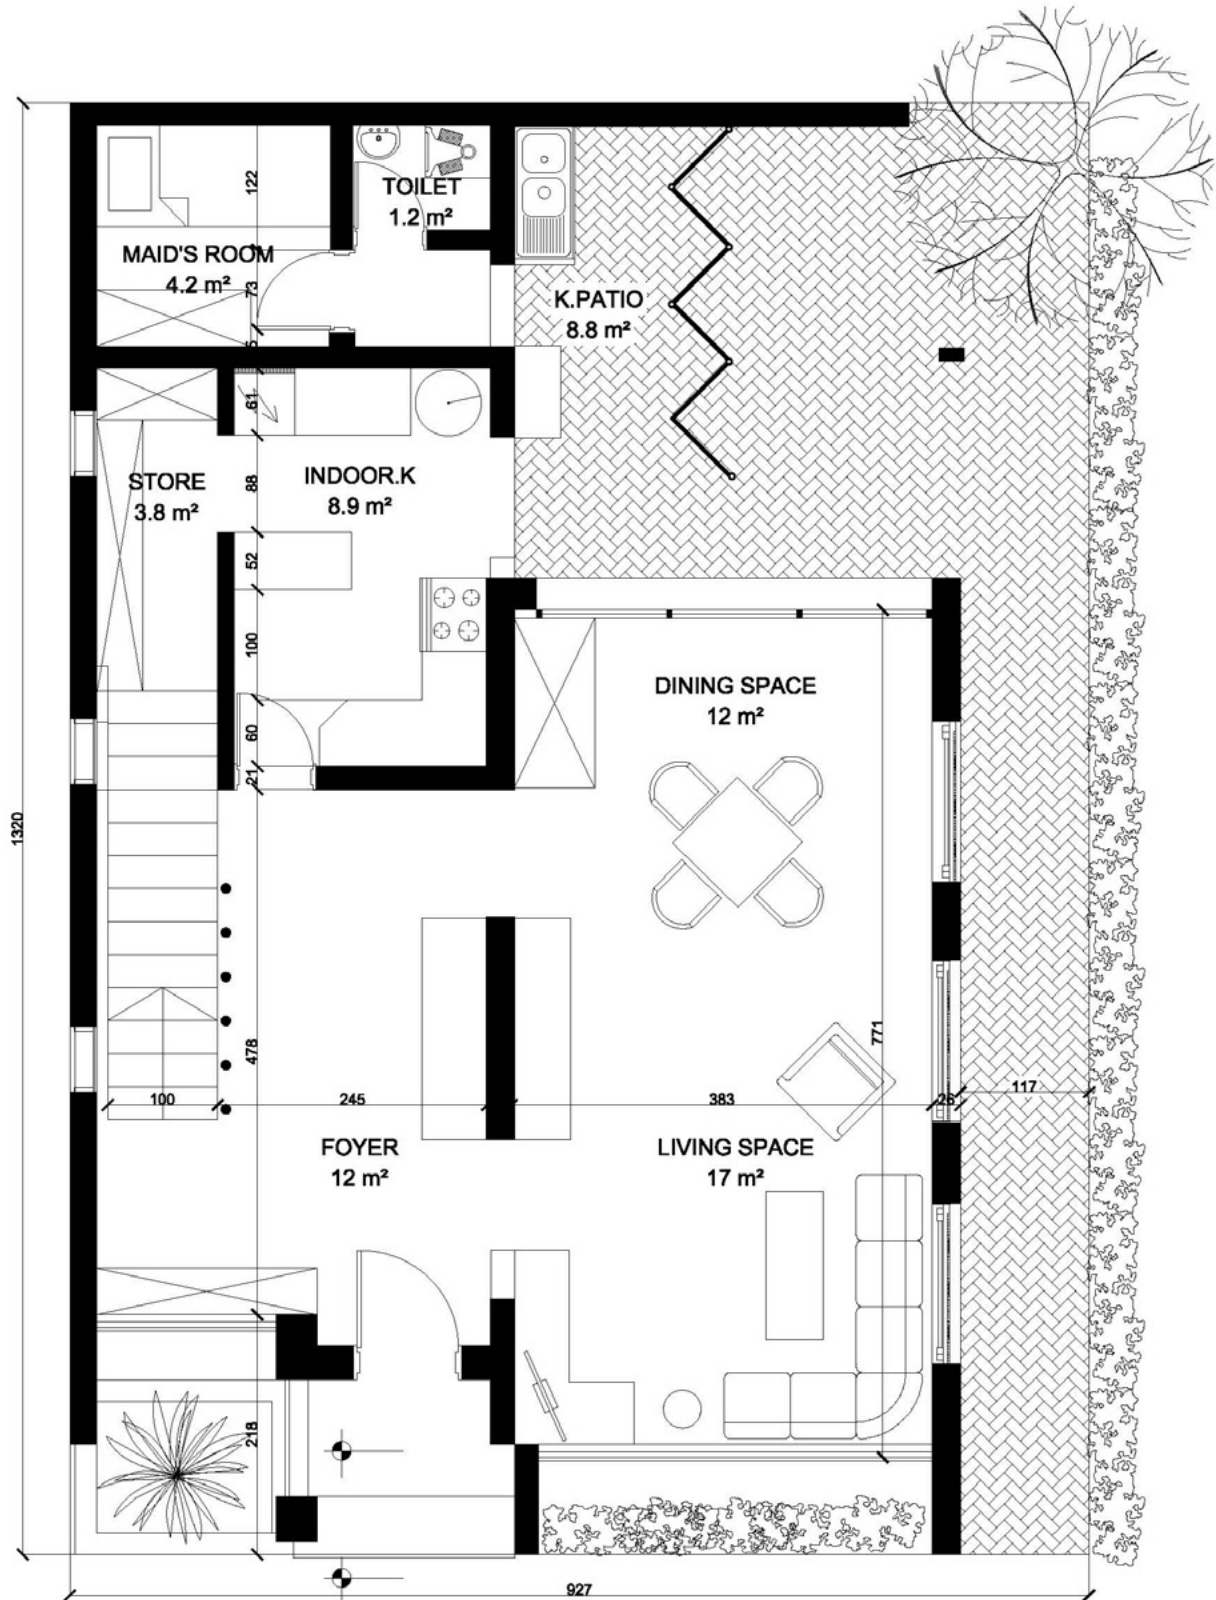 122
TOILET
1.2 m²
MAID'S ROOM
4.2 m²
73
K.PATIO
8.8 m²
61
STORE
3.8 m²
88
INDOOR.K
8.9 m²
52
100
DINING SPACE
12 m²
60
21
1320
478
771
100
245
383
26
117
FOYER
12 m²
LIVING SPACE
17 m²
218
927